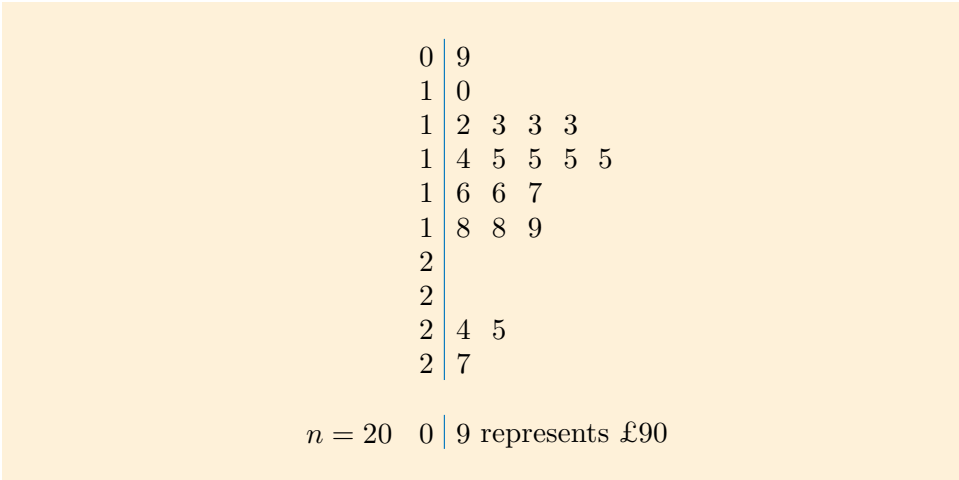 0 | 9
1 | 0
1 | 2 3 3 3
1 | 4 5 5 5 5
1 | 6 6 7
1 | 8 8 9
2 |
2 |
2 | 4 5
2 | 7
n = 20 0 | 9 represents £90